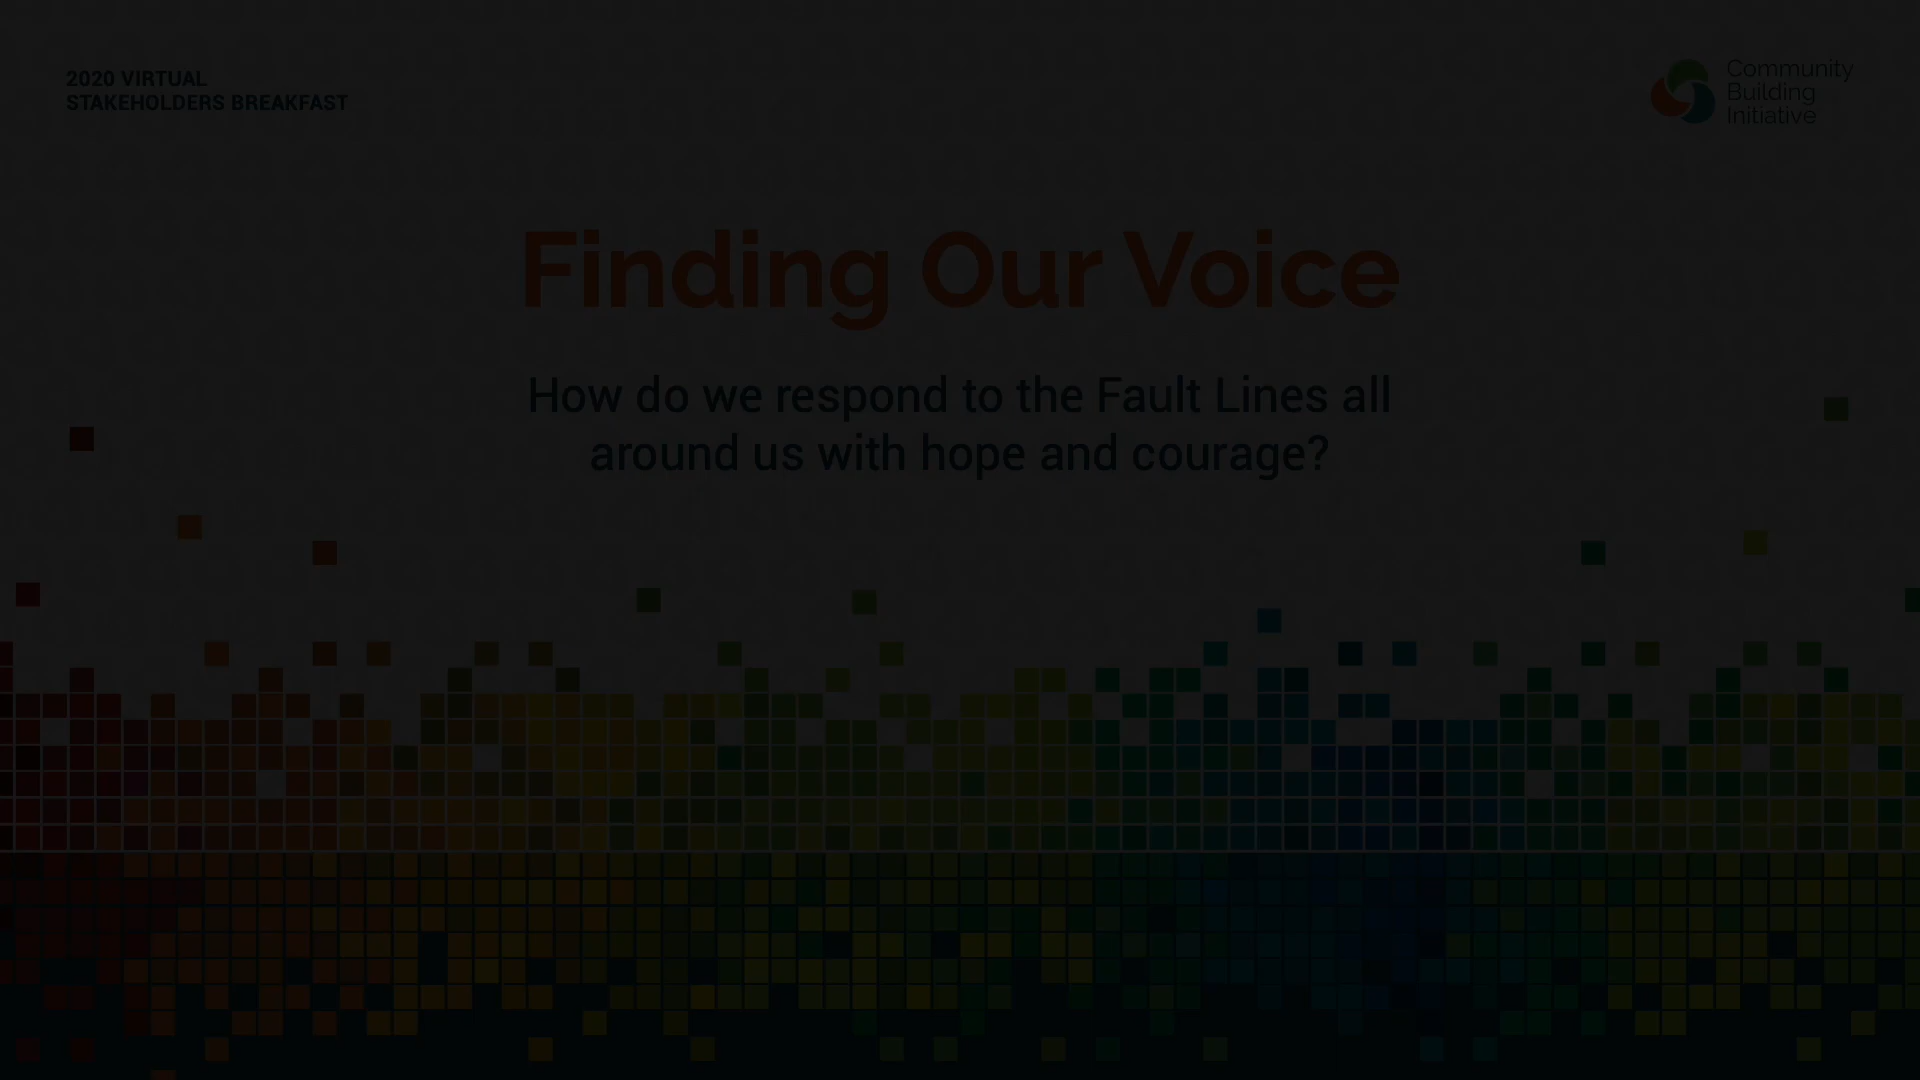 2020 VIRTUAL
STAKEHOLDERS BREAKFAST
Community
Building
Initiative
Finding Our Voice
How do we respond to the Fault Lines all
around us with hope and courage?